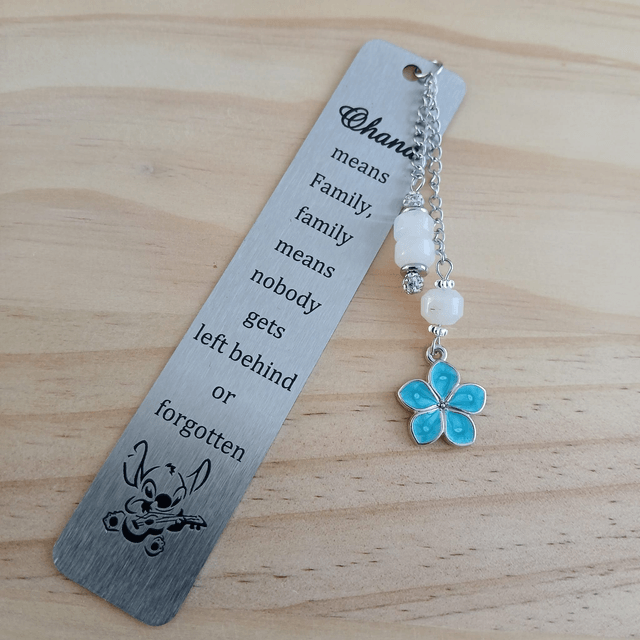 Ohana
means
Family,
family
means
nobody
gets
left behind
or
forgotten